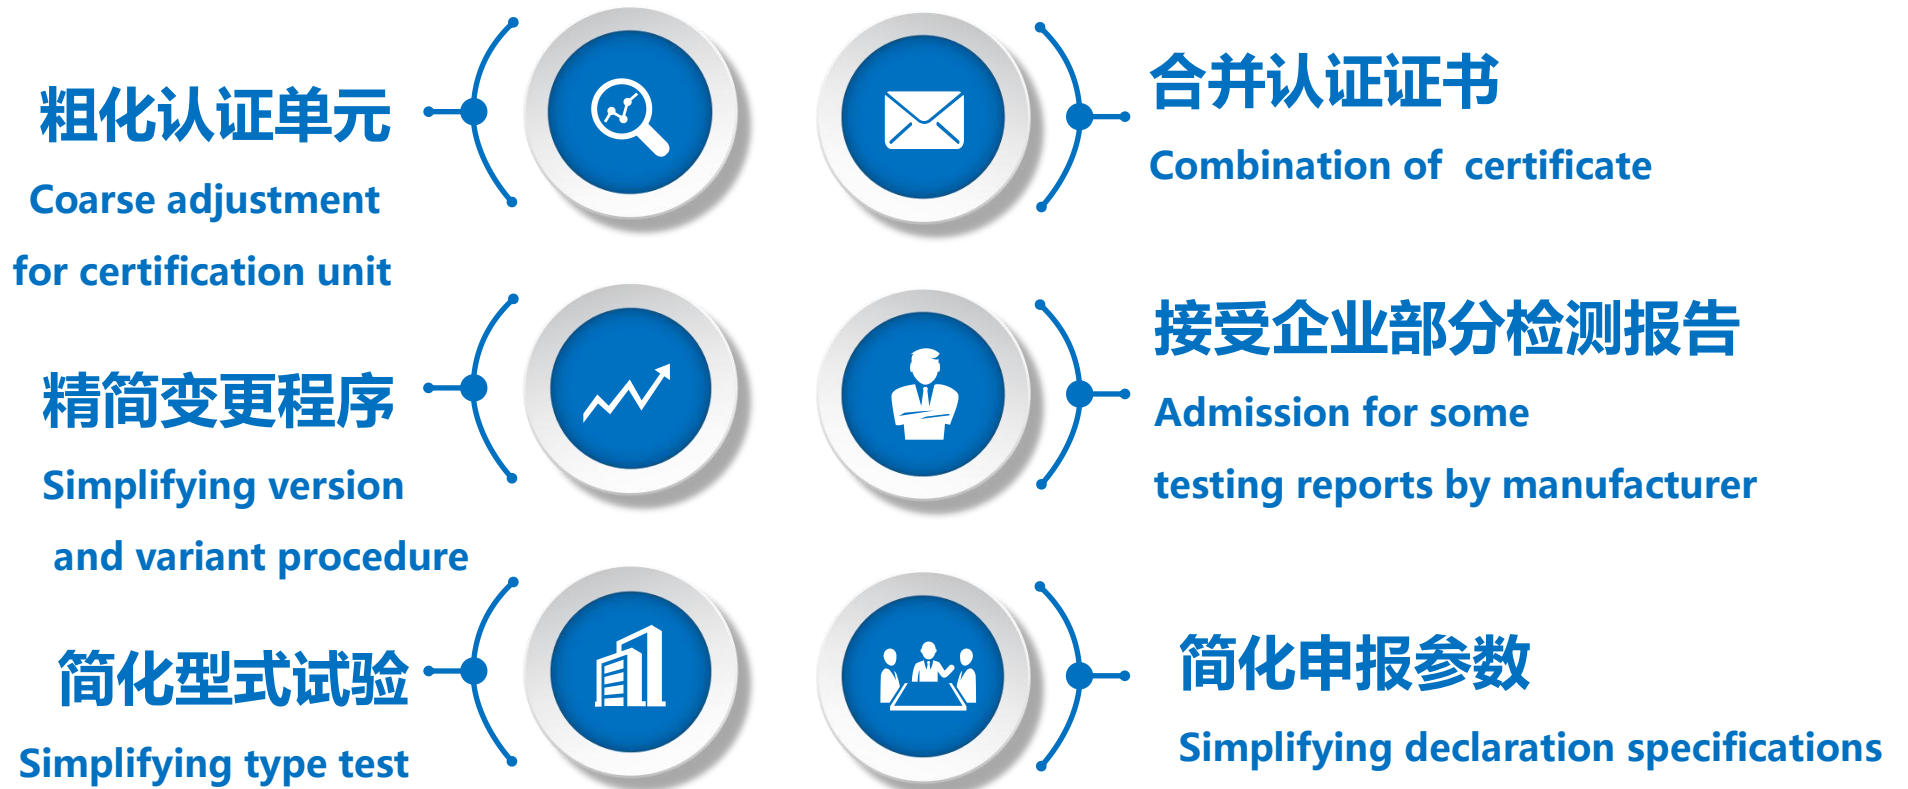 粗化认证单元
Coarse adjustment
for certification unit
精简变更程序
Simplifying version
and variant procedure
简化型式试验
Simplifying type test
合并认证证书
Combination of  certificate
接受企业部分检测报告
Admission for some
testing reports by manufacturer
简化申报参数
Simplifying declaration specifications